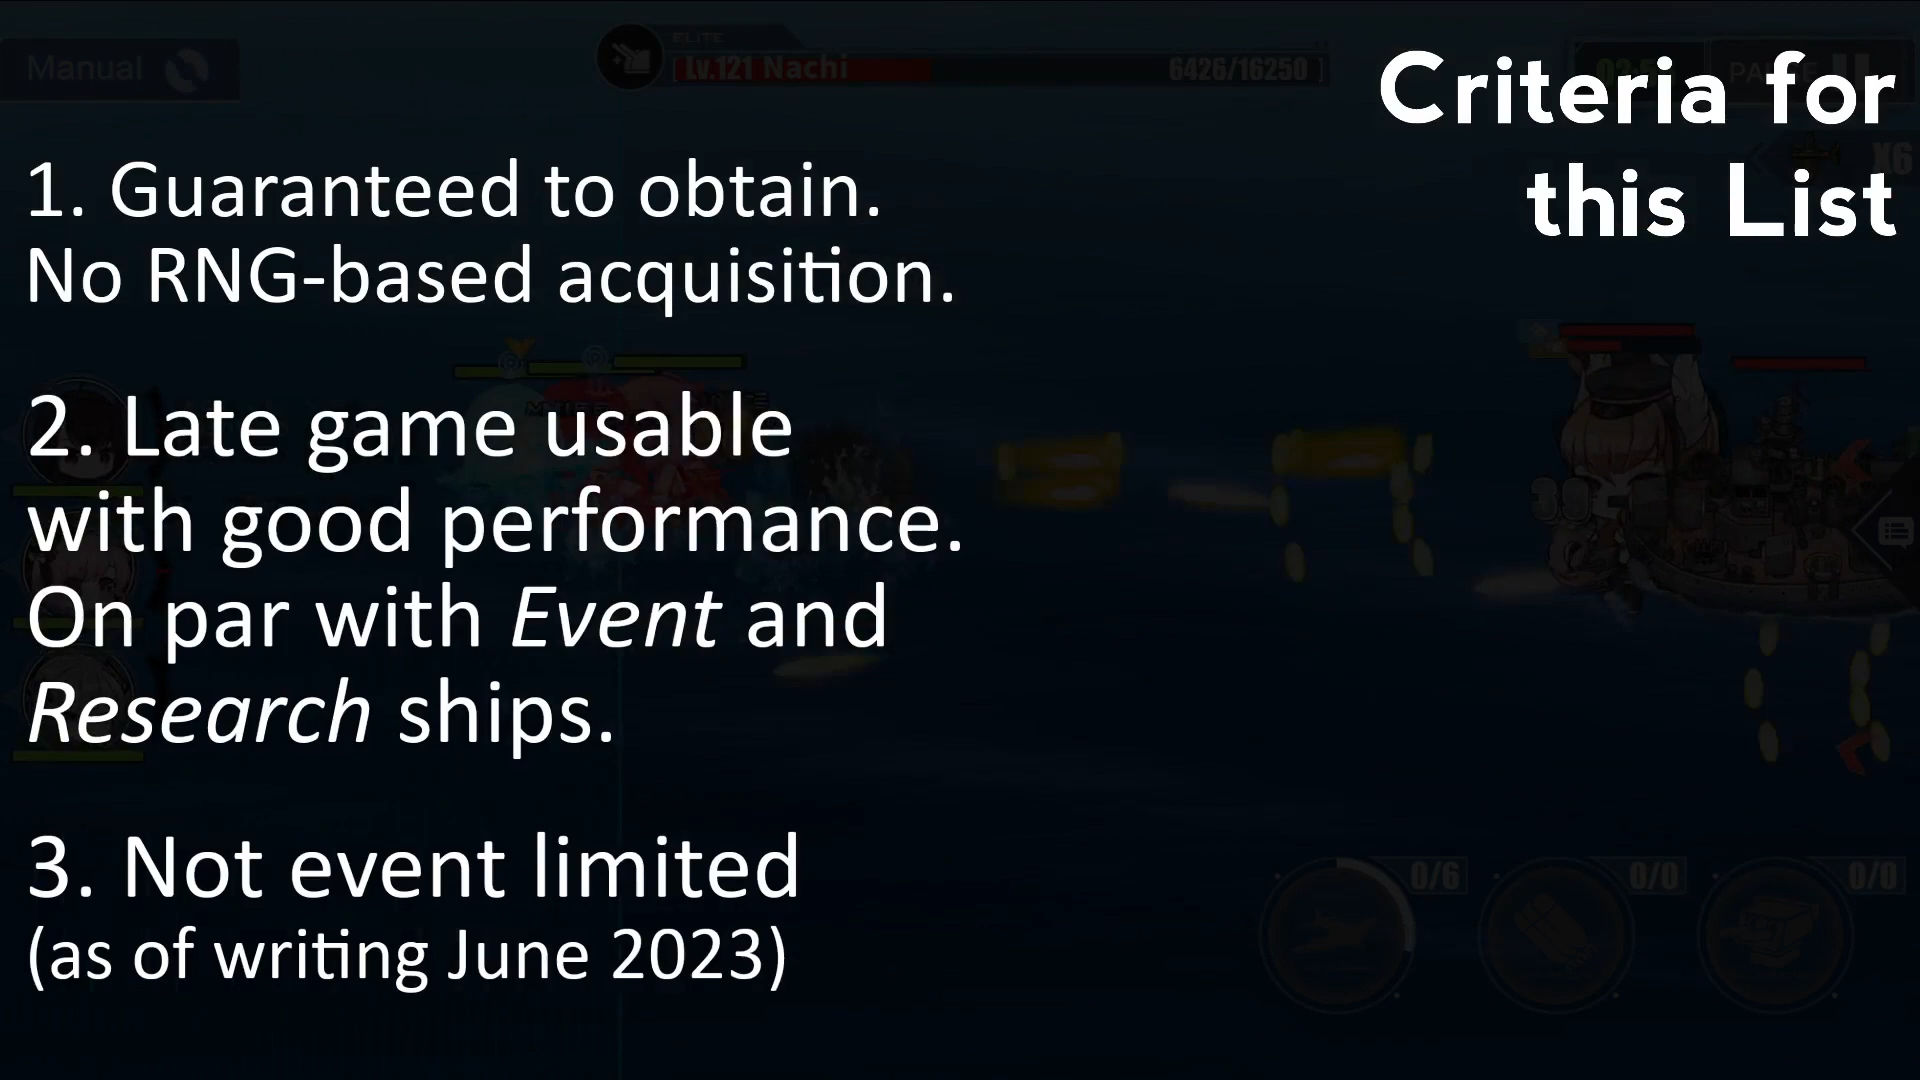 Manual
ELITE
Lv.121 Nachi
6426/16250
Criteria for
this List
X6
1. Guaranteed to obtain.
No RNG-based acquisition.
2. Late game usable
with good performance.
On par with Event and
Research ships.
3. Not event limited
(as of writing June 2023)
0/6
0/0
0/0